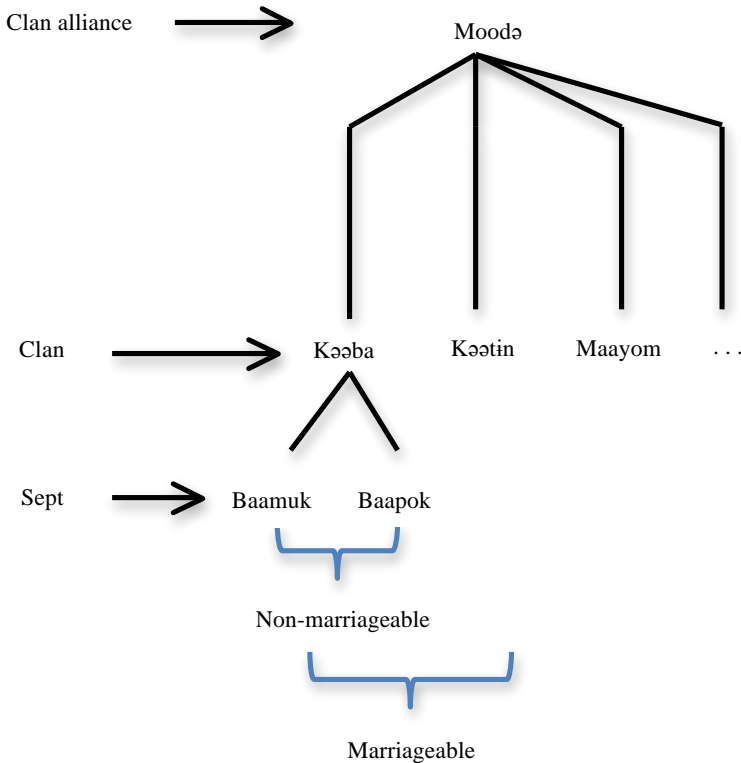 Clan alliance
Moodə
Clan
Kəəba
Kəətɨn
Maayom
. . .
Sept
Baamuk
Baapok
Non-marriageable
Marriageable